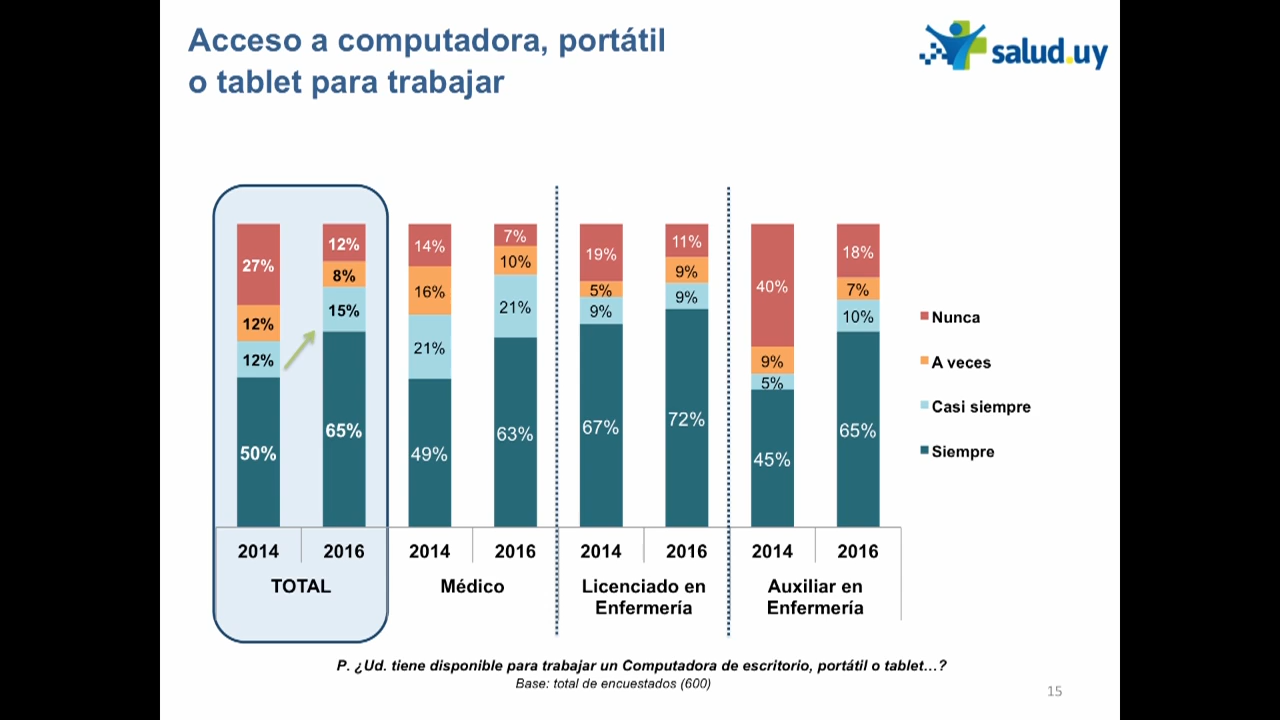 Acceso a computadora, portátil
o tablet para trabajar
salud.uy
27%
12%
12%
50%
12%
8%
15%
65%
14%
16%
21%
49%
7%
10%
21%
63%
19%
5%
9%
67%
11%
9%
9%
72%
40%
9%
5%
45%
18%
7%
10%
65%
Nunca
A veces
Casi siempre
Siempre
2014 2016 2014 2016 2014 2016 2014 2016
TOTAL
Médico
Licenciado en
Enfermería
Auxiliar en
Enfermería
P. ¿Ud. tiene disponible para trabajar un Computadora de escritorio, portátil o tablet…?
Base: total de encuestados (600)
15